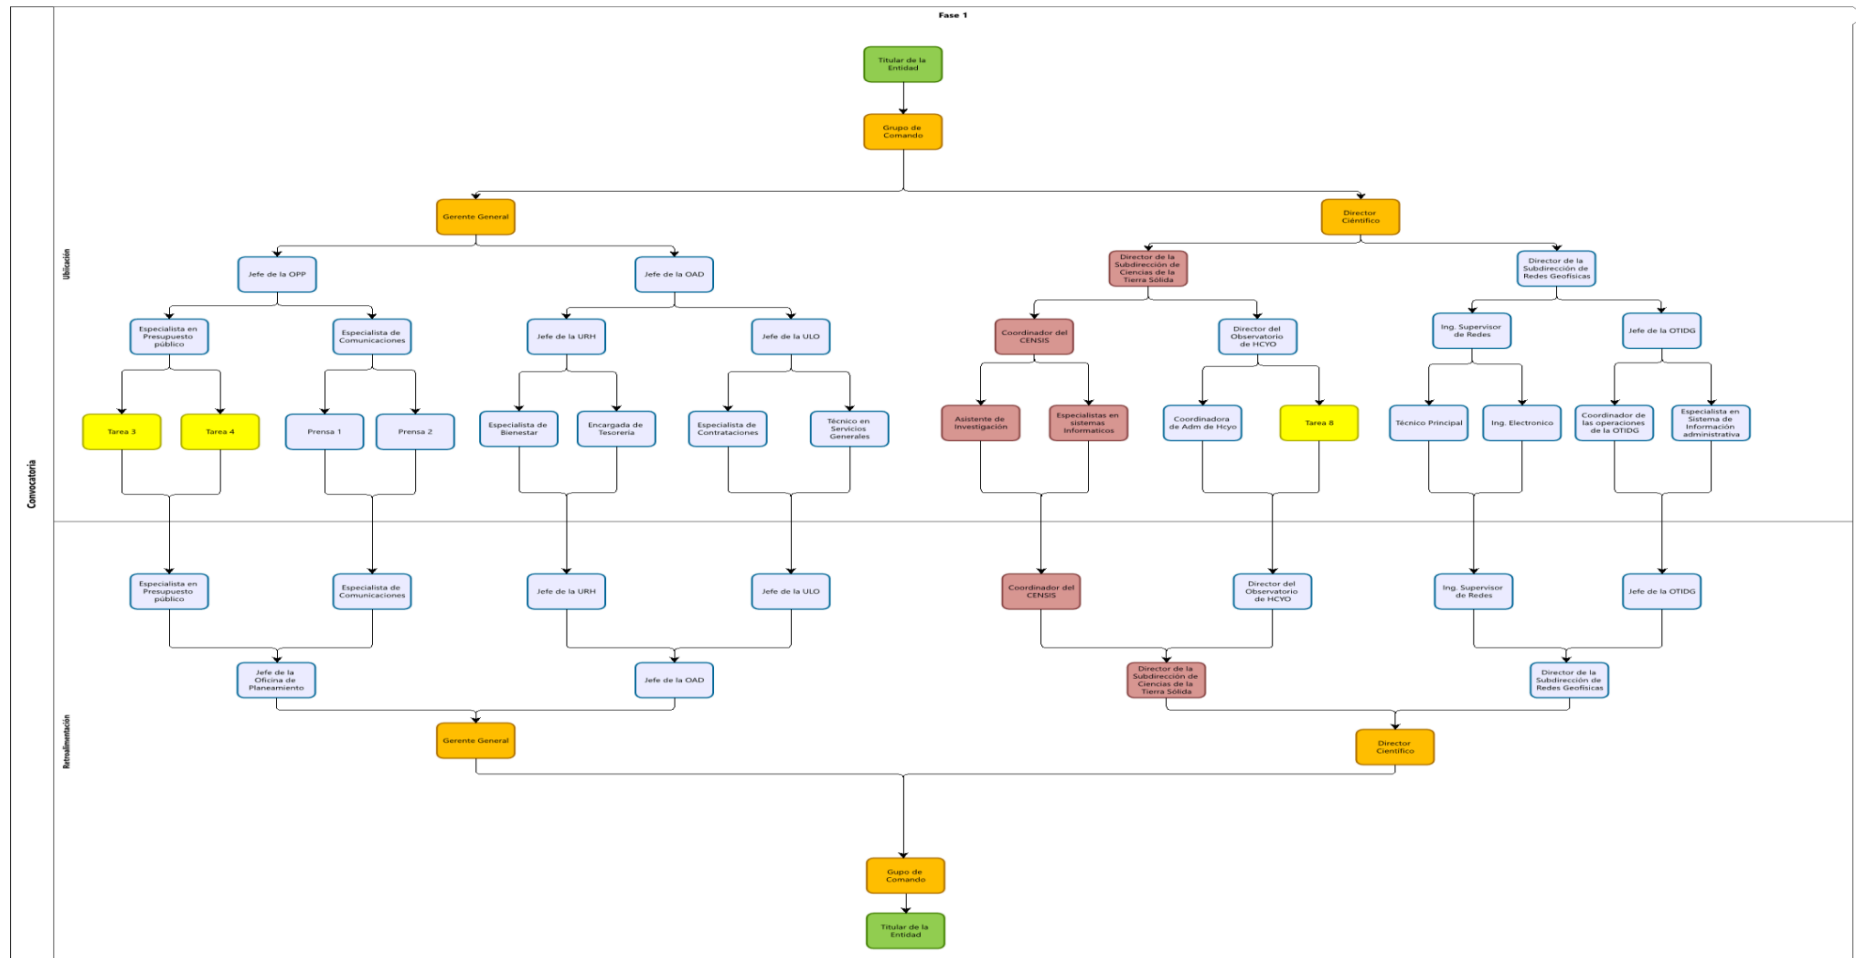 Fase 1
Convocatoria
Ubicación
Titular de la
Entidad
Grupo de
Comando
Gerente General
Director
Ciéntifico
Jefe de la OPP
Jefe de la OAD
Director de la
Subdirección de
Ciencias de la
Tierra Sólida
Director de la
Subdirección de
Redes Geofísicas
Especialista en
Presupuesto
público
Especialista de
Comunicaciones
Jefe de la URH
Jefe de la ULO
Coordinador del
CENSIS
Director del
Observatorio
de HCYO
Ing. Supervisor
de Redes
Jefe de la OTIDG
Tarea 3
Tarea 4
Prensa 1
Prensa 2
Especialista de
Bienestar
Encargada de
Tesorería
Especialista de
Contrataciones
Técnico en
Servicios
Generales
Asistente de
Investigación
Especialistas en
sistemas
Informaticos
Coordinadora
de Adm de Hcyo
Tarea 8
Técnico Principal
Ing. Electronico
Coordinador de
las operaciones
de la OTIDG
Especialista en
Sistema de
Información
administrativa
Retroalimentación
Especialista en
Presupuesto
público
Especialista de
Comunicaciones
Jefe de la URH
Jefe de la ULO
Coordinador del
CENSIS
Director del
Observatorio
de HCYO
Ing. Supervisor
de Redes
Jefe de la OTIDG
Jefe de la
Oficina de
Planeamiento
Jefe de la OAD
Director de la
Subdirección de
Ciencias de la
Tierra Sólida
Director de la
Subdirección de
Redes Geofísicas
Gerente General
Director
Científico
Gupo de
Comando
Titular de la
Entidad